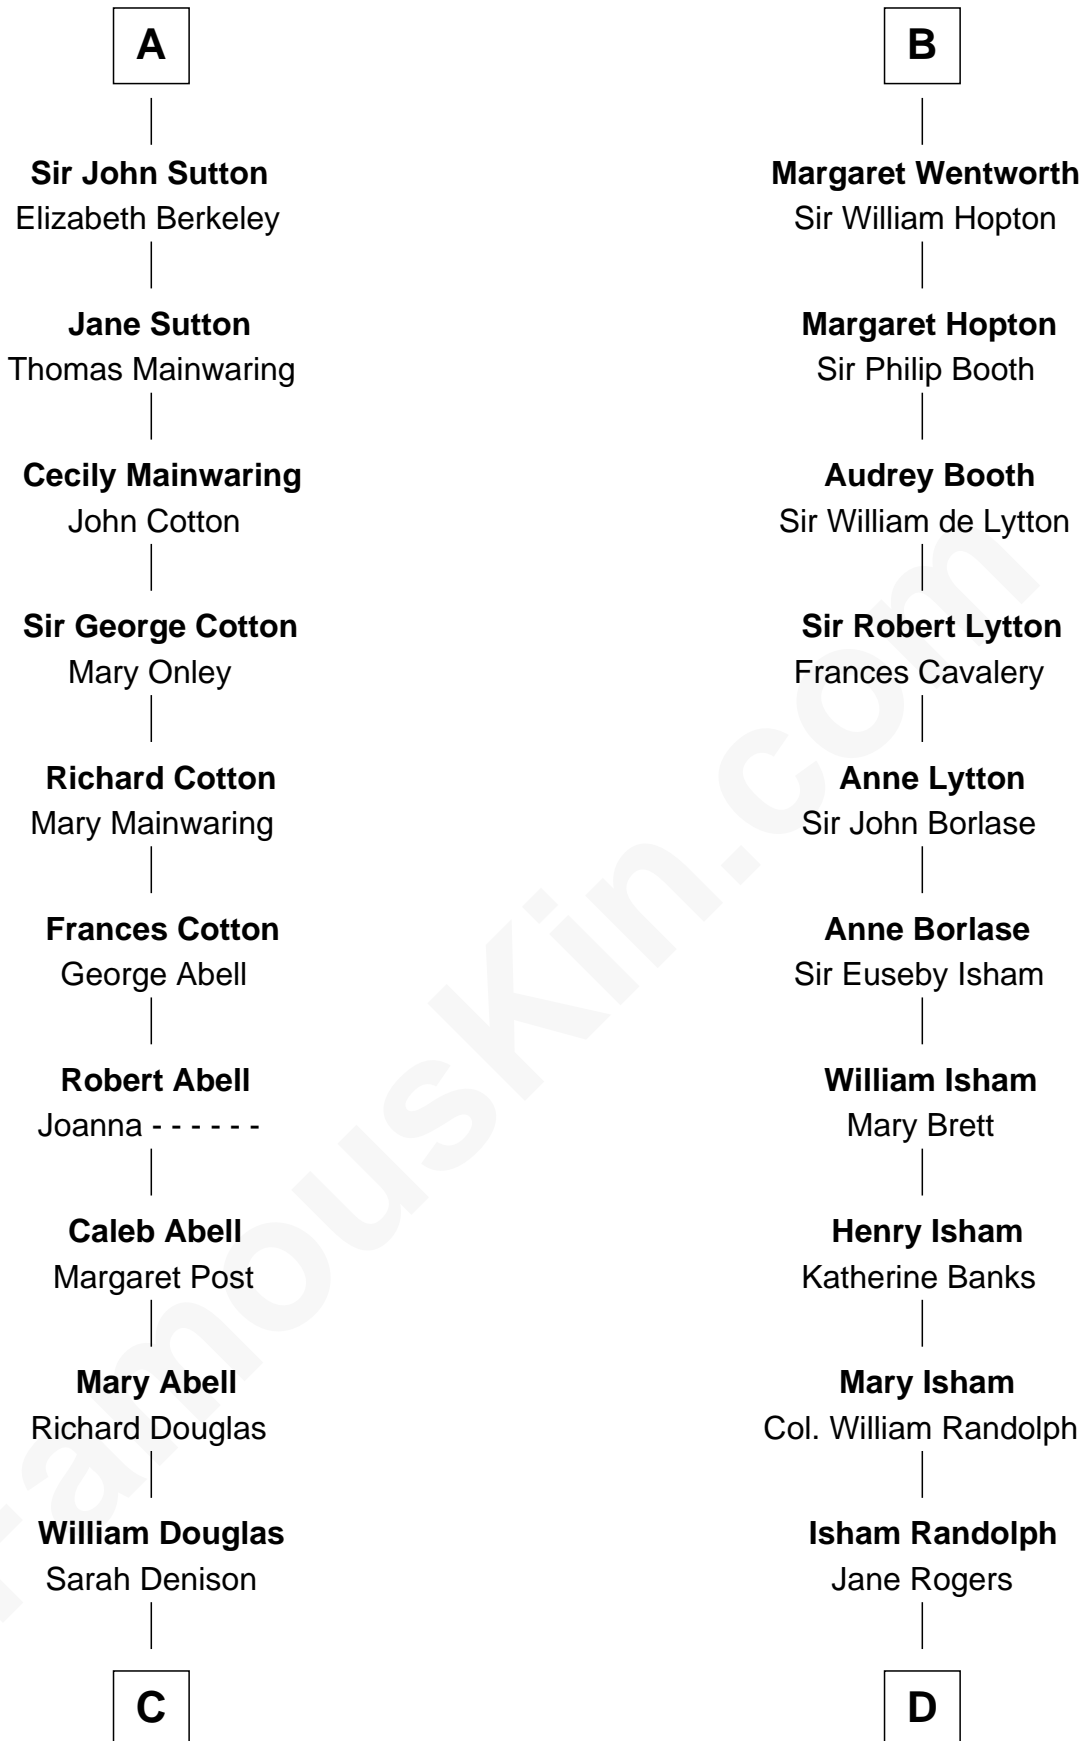 A
Sir John Sutton
Elizabeth Berkeley
Jane Sutton
Thomas Mainwaring
Cecily Mainwaring
John Cotton
Sir George Cotton
Mary Onley
Richard Cotton
Mary Mainwaring
Frances Cotton
George Abell
Robert Abell
Joanna - - - - - -
Caleb Abell
Margaret Post
Mary Abell
Richard Douglas
William Douglas
Sarah Denison
C
B
Margaret Wentworth
Sir William Hopton
Margaret Hopton
Sir Philip Booth
Audrey Booth
Sir William de Lytton
Sir Robert Lytton
Frances Cavalery
Anne Lytton
Sir John Borlase
Anne Borlase
Sir Euseby Isham
William Isham
Mary Brett
Henry Isham
Katherine Banks
Mary Isham
Col. William Randolph
Isham Randolph
Jane Rogers
D
FamousKin.com